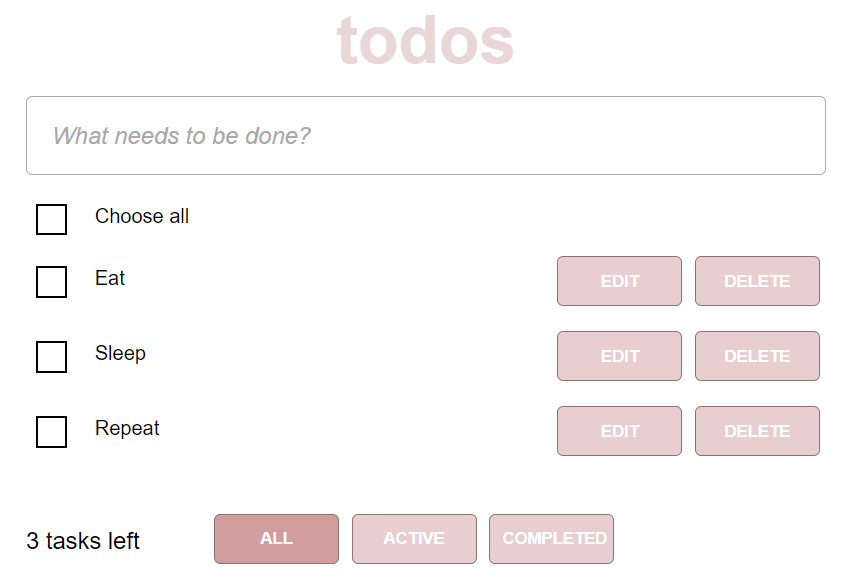 todos
What needs to be done?
Choose all
Eat EDIT DELETE
Sleep EDIT DELETE
Repeat EDIT DELETE
3 tasks left ALL ACTIVE COMPLETED